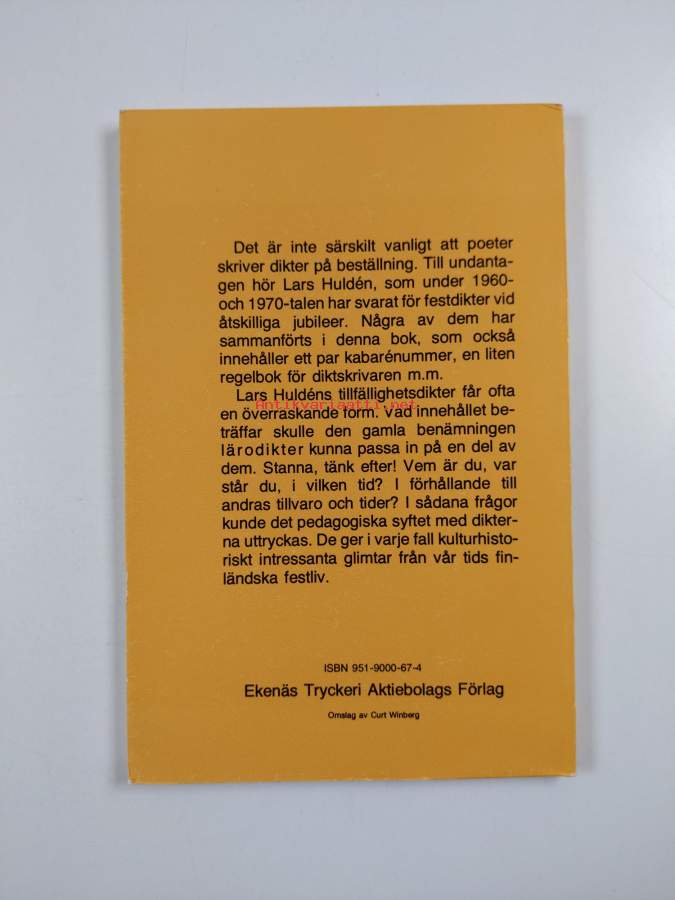 Det är inte särskilt vanligt att poeter
skriver dikter på beställning. Till undanta-
gen hör Lars Huldén, som under 1960-
och 1970-talen har svarat för festdikter vid
åtskilliga jubileer. Några av dem har
sammanförts i denna bok, som också
innehåller ett par kabarénummer, en liten
regelbok för diktskrivaren m.m.
Lars Huldéns tillfällighetsdikter får ofta
Antikvariaatti.net
en överraskande form. Vad innehållet be-
träffar skulle den gamla benämningen
lärodikter kunna passa in på en del av
dem. Stanna, tänk efter! Vem är du, var
står du, i vilken tid? I förhållande till
andras tillvaro och tider? I sådana frågor
kunde det pedagogiska syftet med dikter-
na uttryckas. De ger i varje fall kulturhisto-
riskt intressanta glimtar från vår tids fin-
ländska festliv.
ISBN 951-9000-67-4
Ekenäs Tryckeri Aktiebolags Förlag
Omslag av Curt Winberg